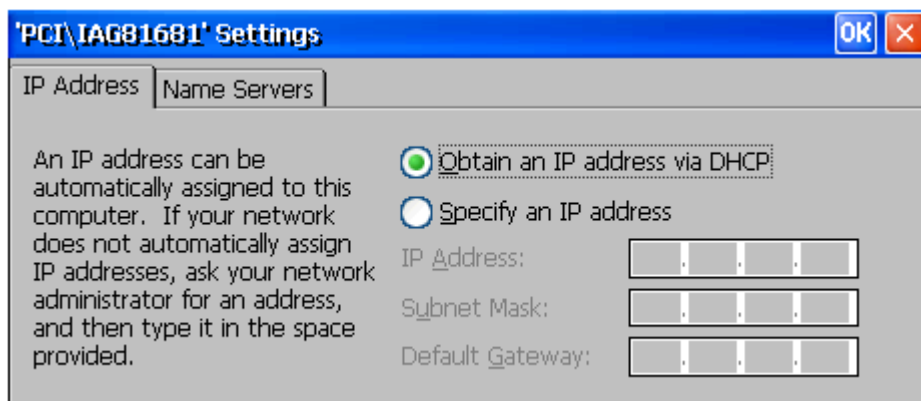 'PCI\IAG81681' Settings OK ×
IP Address Name Servers
An IP address can be
automatically assigned to this
computer. If your network
does not automatically assign
IP addresses, ask your network
administrator for an address,
and then type it in the space
provided.
Obtain an IP address via DHCP
Specify an IP address
IP Address: . . .
Subnet Mask: . . .
Default Gateway: . . .